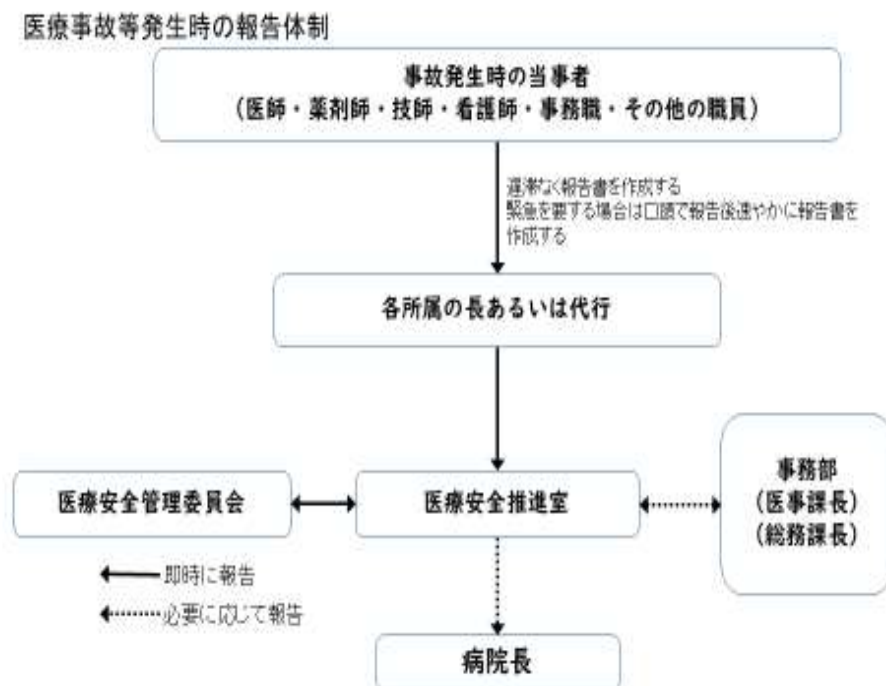 医療事故等発生時の報告体制
事故発生時の当事者
（医師・薬剤師・技師・看護師・事務職・その他の職員）
遅滞なく報告書を作成する
緊急を要する場合は口頭で報告後速やかに報告書を
作成する
各所属の長あるいは代行
医療安全管理委員会
医療安全推進室
事務部
（医事課長）
（総務課長）
即時に報告
必要に応じて報告
病院長